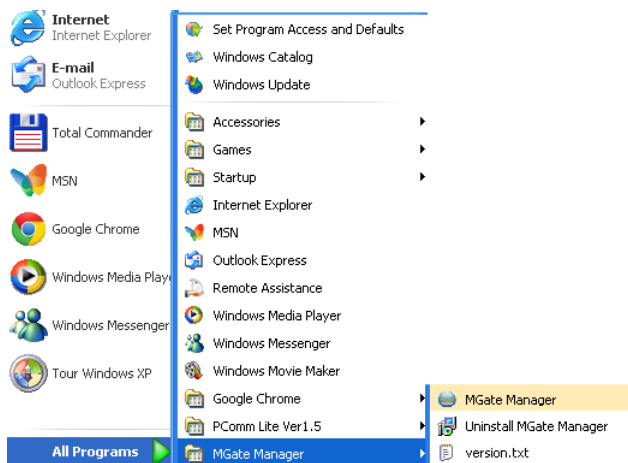 Internet
Internet Explorer
E-mail
Outlook Express
Total Commander
MSN
Google Chrome
Windows Media Play
Windows Messenger
Tour Windows XP
All Programs
Set Program Access and Defaults
Windows Catalog
Windows Update
Accessories
Games
Startup
Internet Explorer
MSN
Outlook Express
Remote Assistance
Windows Media Player
Windows Messenger
Windows Movie Maker
Google Chrome
PComm Lite Ver1.5
MGate Manager
MGate Manager
Uninstall MGate Manager
version.txt